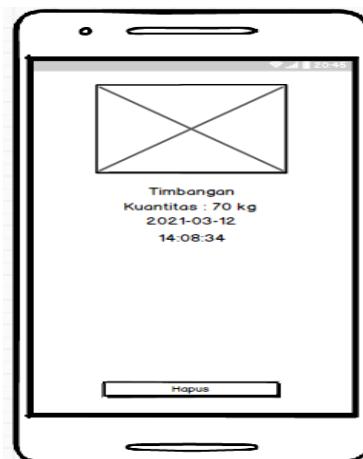 20:45
Timbangan
Kuantitas : 70 kg
2021-03-12
14:08:34
Hapus